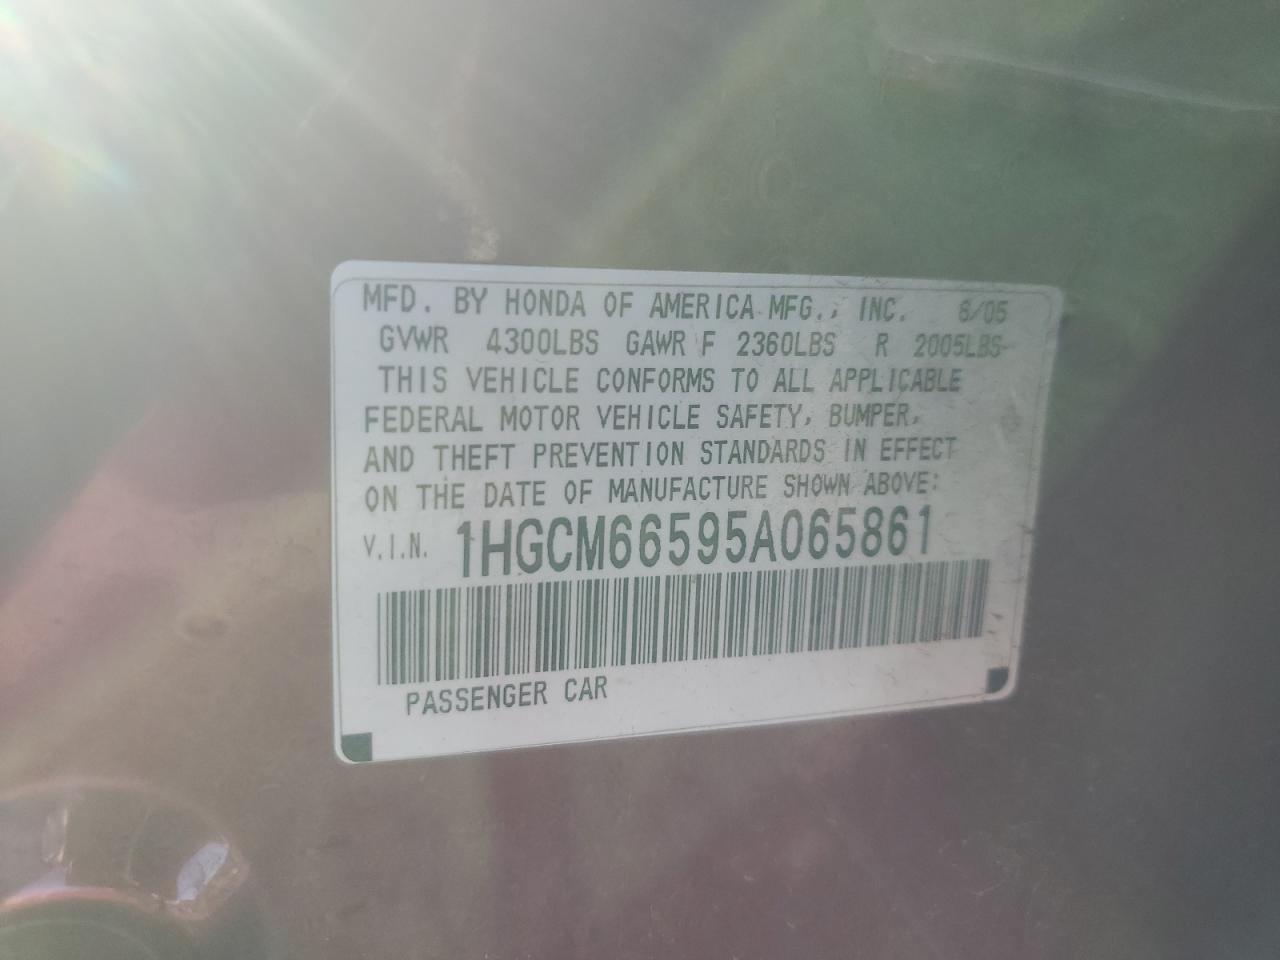 MFD. BY HONDA OF AMERICA MFG., INC. 6/05
GVWR 4300LBS GAWR F 2360LBS R 2005LBS
THIS VEHICLE CONFORMS TO ALL APPLICABLE
FEDERAL MOTOR VEHICLE SAFETY, BUMPER,
AND THEFT PREVENTION STANDARDS IN EFFECT
ON THE DATE OF MANUFACTURE SHOWN ABOVE:
V.I.N. 1HGCM66595A065861
PASSENGER CAR